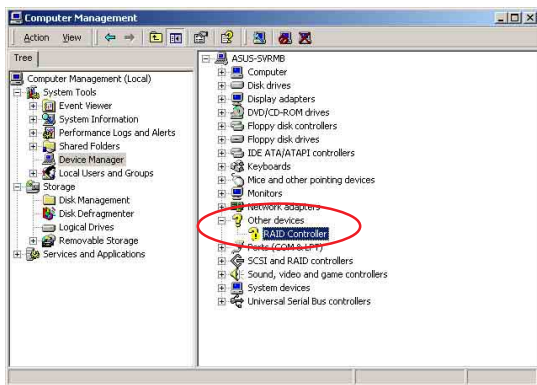 Computer Management
Action View
Tree
Computer Management (Local)
System Tools
Event Viewer
System Information
Performance Logs and Alerts
Shared Folders
Device Manager
Local Users and Groups
Storage
Disk Management
Disk Defragmenter
Logical Drives
Removable Storage
Services and Applications
ASUS-SVRMB
Computer
Disk drives
Display adapters
DVD/CD-ROM drives
Floppy disk controllers
Floppy disk drives
IDE ATA/ATAPI controllers
Keyboards
Mice and other pointing devices
Monitors
Network adapters
Other devices
RAID Controller
Ports (COM & LPT)
SCSI and RAID controllers
Sound, video and game controllers
System devices
Universal Serial Bus controllers